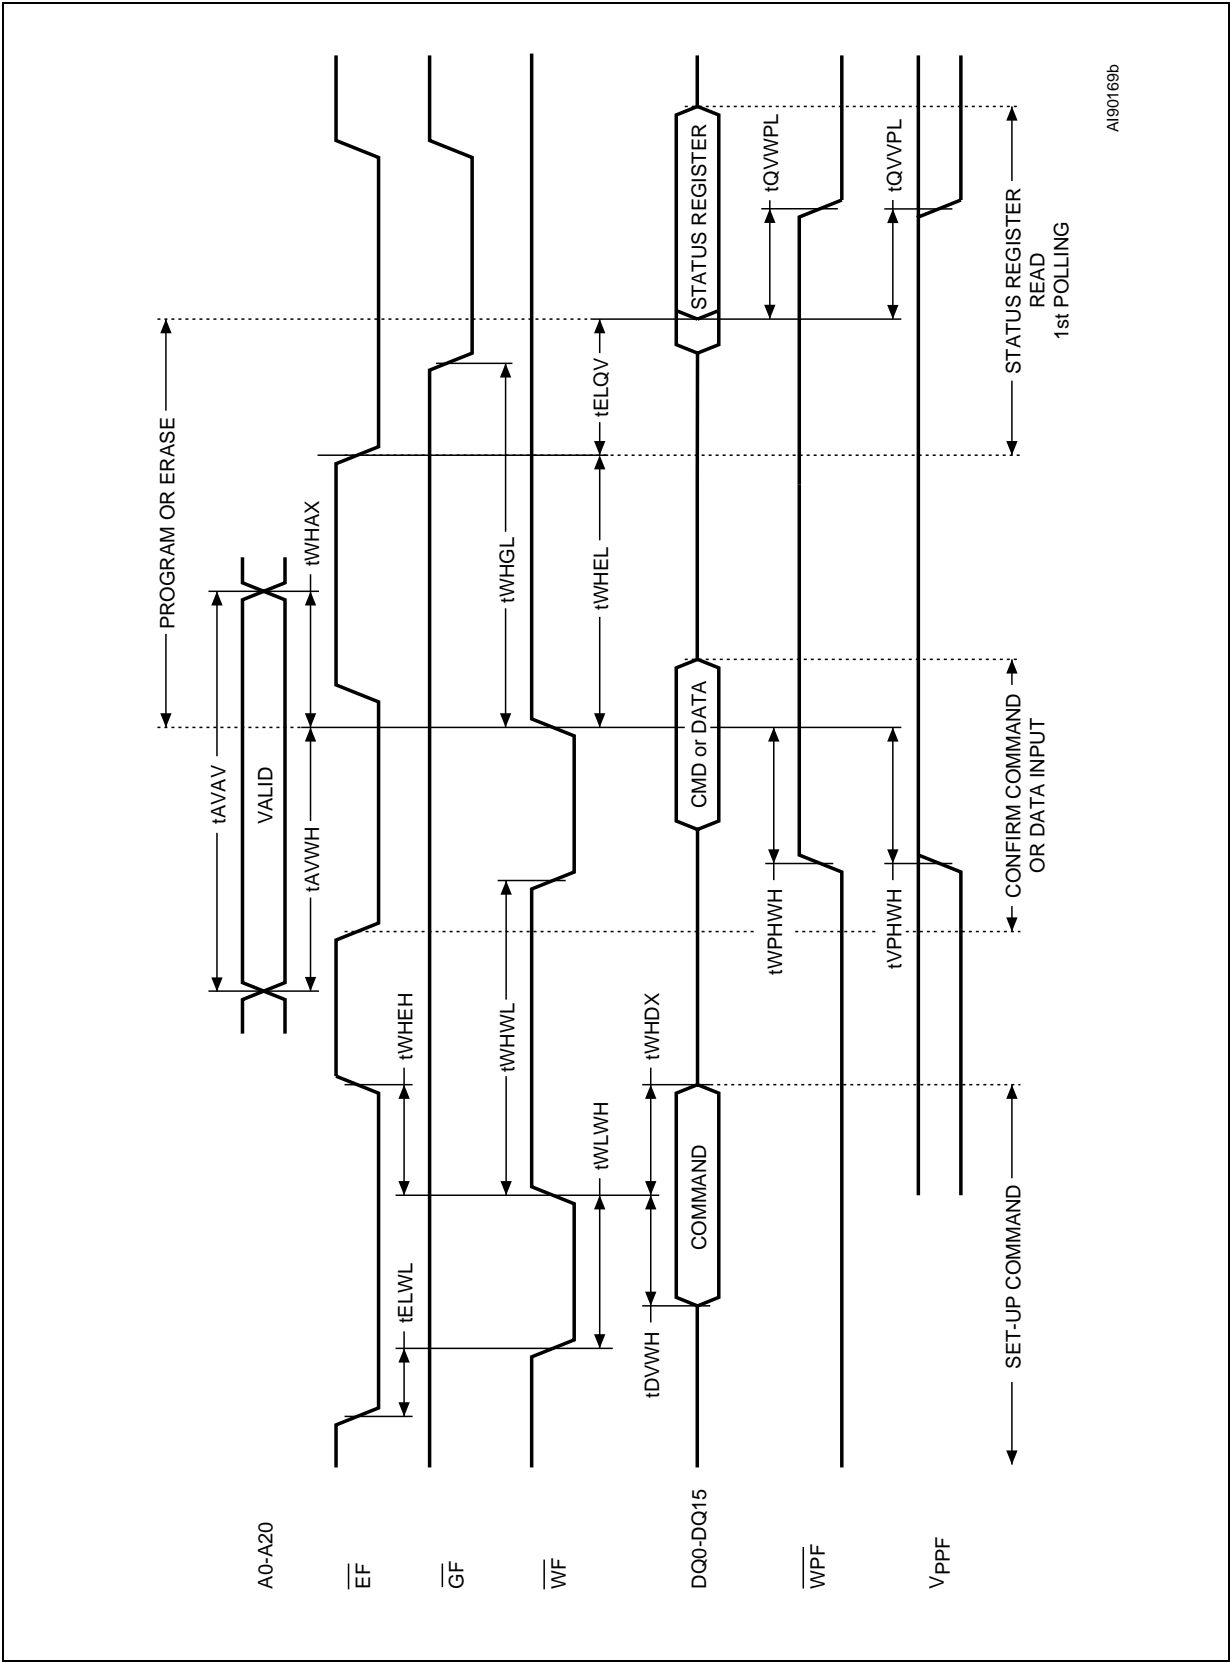 PROGRAM OR ERASE
tAVAV
A0-A20
VALID
tAVWH
tWHAX
EF
tWHEH
tELWL
GF
tWHWL
tWHGL
WF
tWLWH
tWHEL
tELQV
tDVWH
tWHDX
DQ0-DQ15
COMMAND
CMD or DATA
STATUS REGISTER
tWPHWH
tQVWPL
WPF
tVPHWH
tQVVPL
VPPF
SET-UP COMMAND
CONFIRM COMMAND
OR DATA INPUT
STATUS REGISTER
READ
1st POLLING
AI90169b